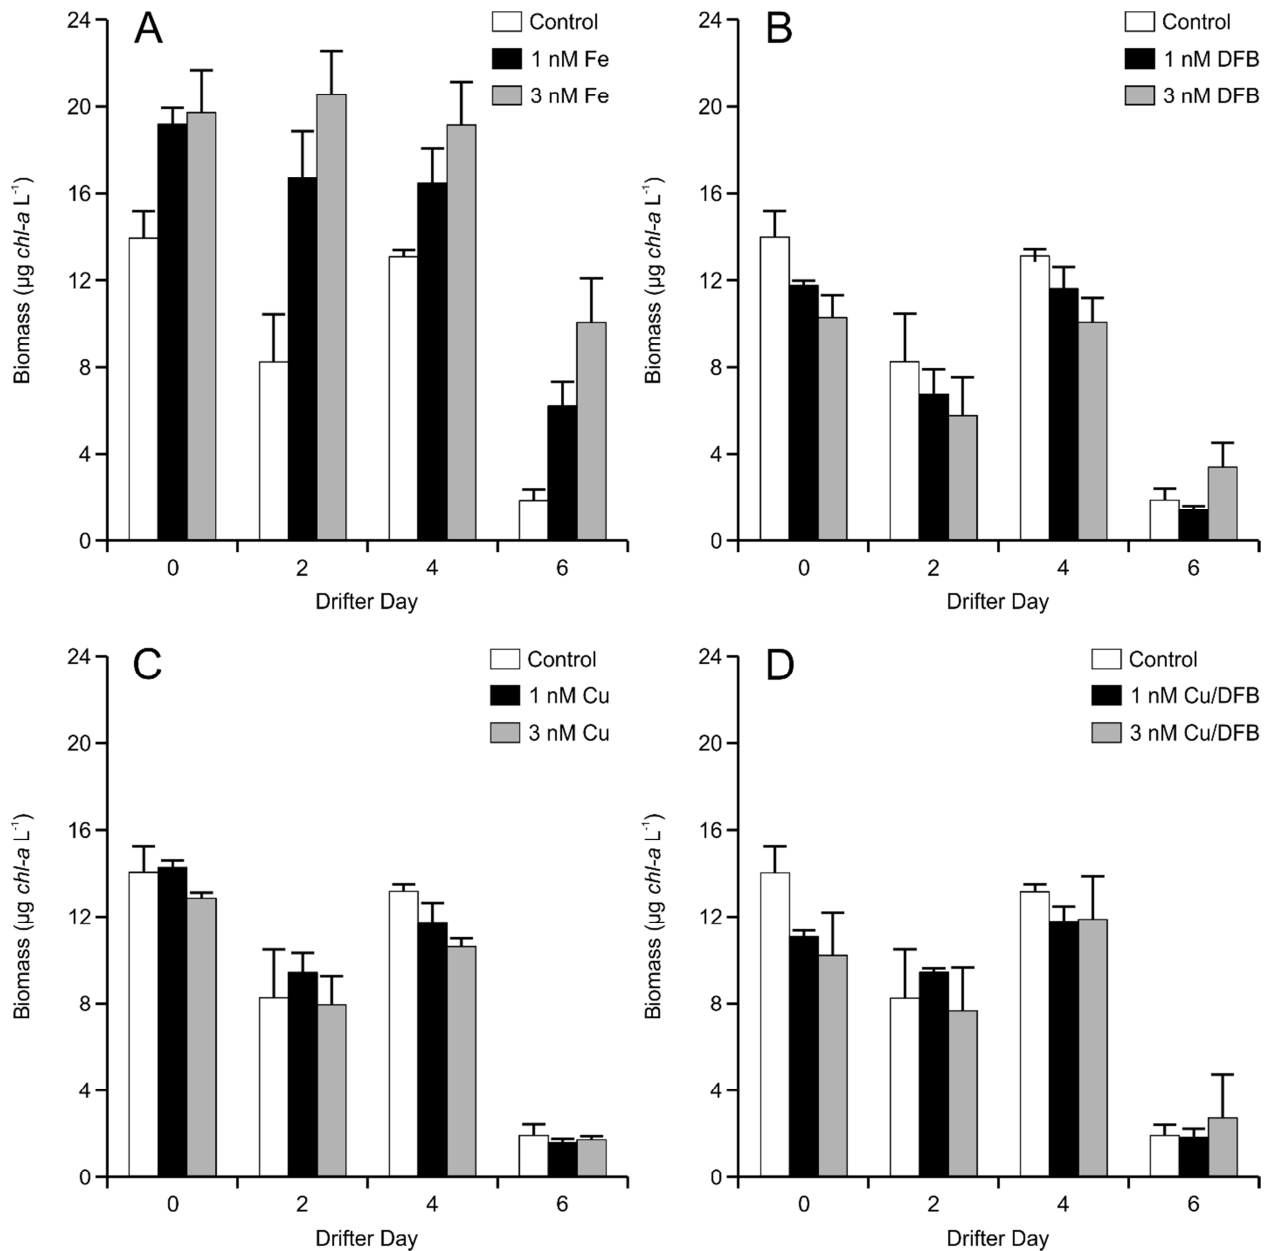 A
Control
1 nM Fe
3 nM Fe
24
20
16
12
8
4
0
Biomass (µg chl-a L⁻¹)
0 2 4 6
Drifter Day
B
Control
1 nM DFB
3 nM DFB
24
20
16
12
8
4
0
Biomass (µg chl-a L⁻¹)
0 2 4 6
Drifter Day
C
Control
1 nM Cu
3 nM Cu
24
20
16
12
8
4
0
Biomass (µg chl-a L⁻¹)
0 2 4 6
Drifter Day
D
Control
1 nM Cu/DFB
3 nM Cu/DFB
24
20
16
12
8
4
0
Biomass (µg chl-a L⁻¹)
0 2 4 6
Drifter Day